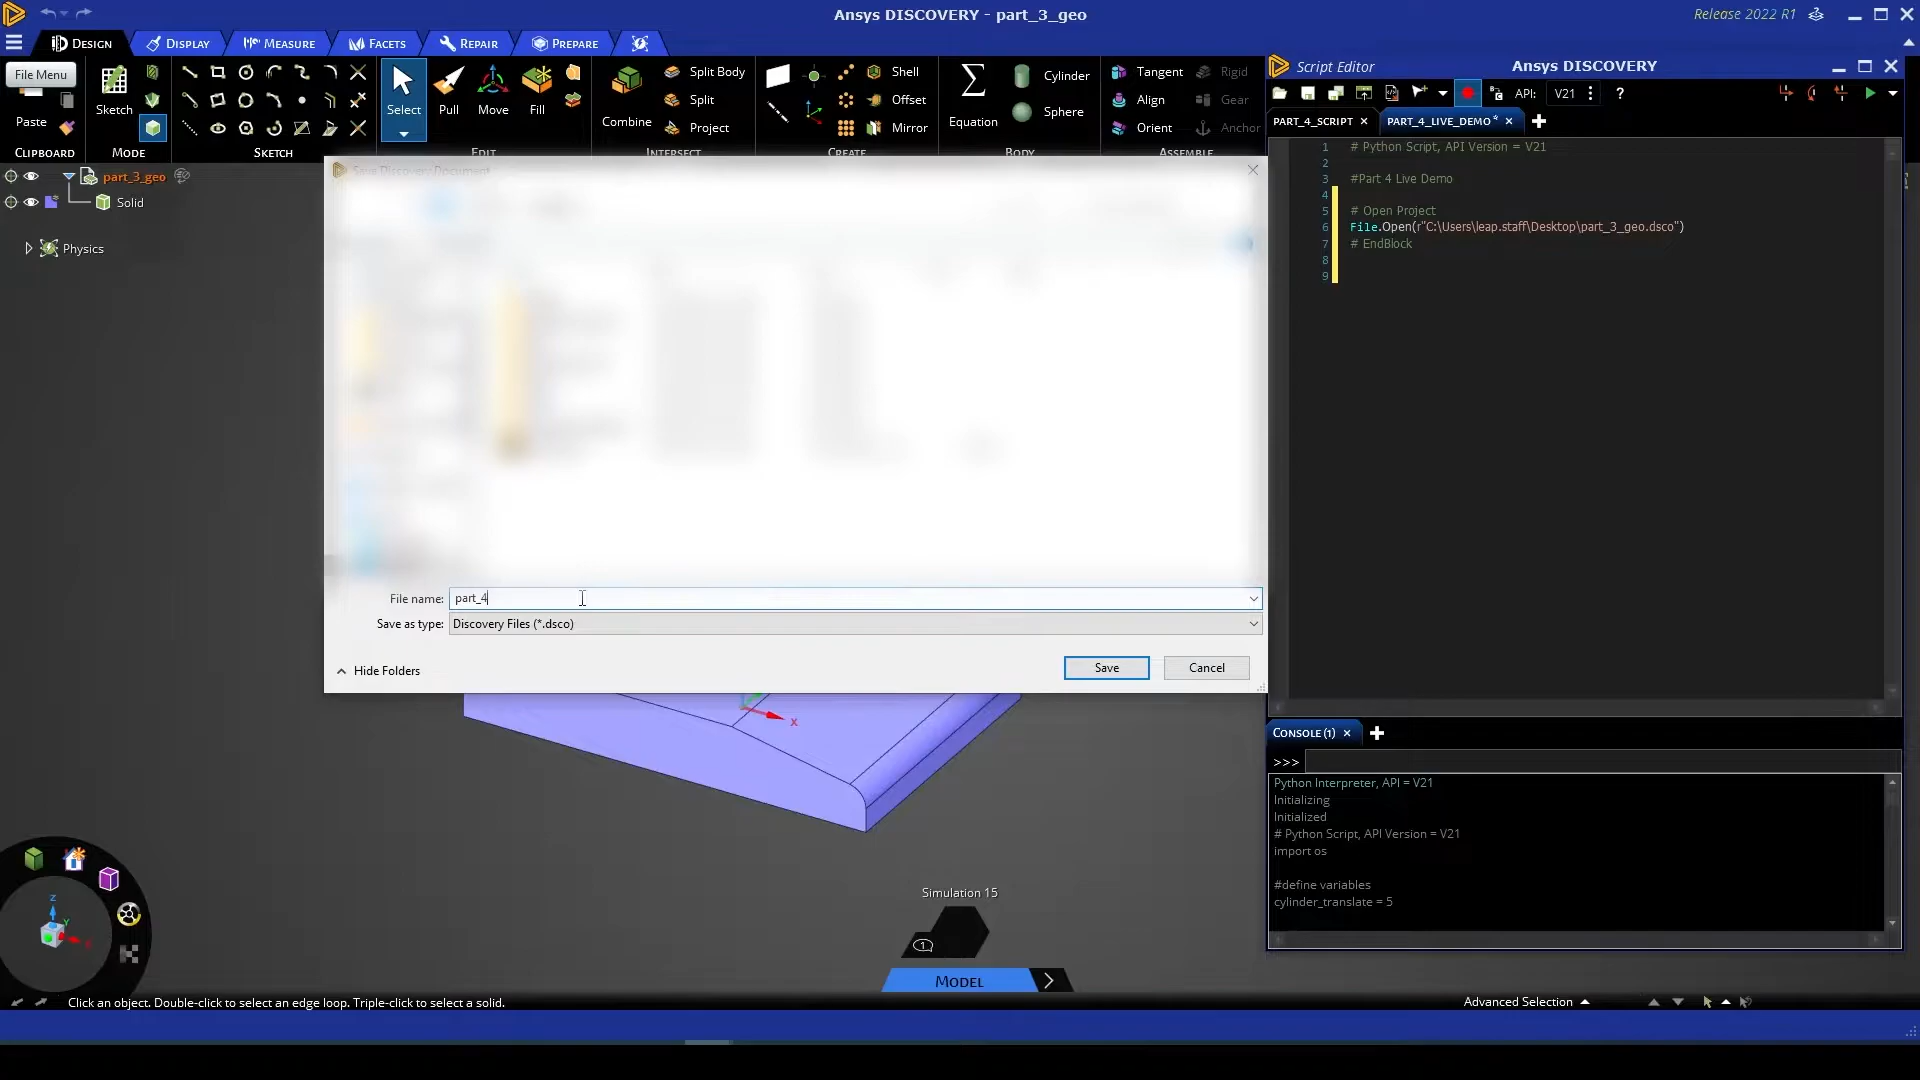 Ansys DISCOVERY - part_3_geo
Release 2022 R1
DESIGN
DISPLAY
MEASURE
FACETS
REPAIR
PREPARE
File Menu
Paste
CLIPBOARD
Sketch
MODE
SKETCH
Select
Pull
Move
Fill
EDIT
Combine
Split Body
Split
Project
INTERSECT
Shell
Offset
Mirror
CREATE
Equation
Cylinder
Sphere
BODY
Tangent
Align
Orient
Rigid
Gear
Anchor
ASSEMBLE
Script Editor
Ansys DISCOVERY
API: V21
?
PART_4_SCRIPT
PART_4_LIVE_DEMO*
1 # Python Script, API Version = V21
2
3 #Part 4 Live Demo
4
5 # Open Project
6 File.Open(r"C:\Users\leap.staff\Desktop\part_3_geo.dsco")
7 # EndBlock
8
9
part_3_geo
Solid
Physics
Save Discovery Document
File name: part_4
Save as type: Discovery Files (*.dsco)
Hide Folders
Save
Cancel
X
CONSOLE (1)
>>>
Python Interpreter, API = V21
Initializing
Initialized
# Python Script, API Version = V21
import os
#define variables
cylinder_translate = 5
Simulation 15
1
MODEL
Z
Y
X
Click an object. Double-click to select an edge loop. Triple-click to select a solid.
Advanced Selection